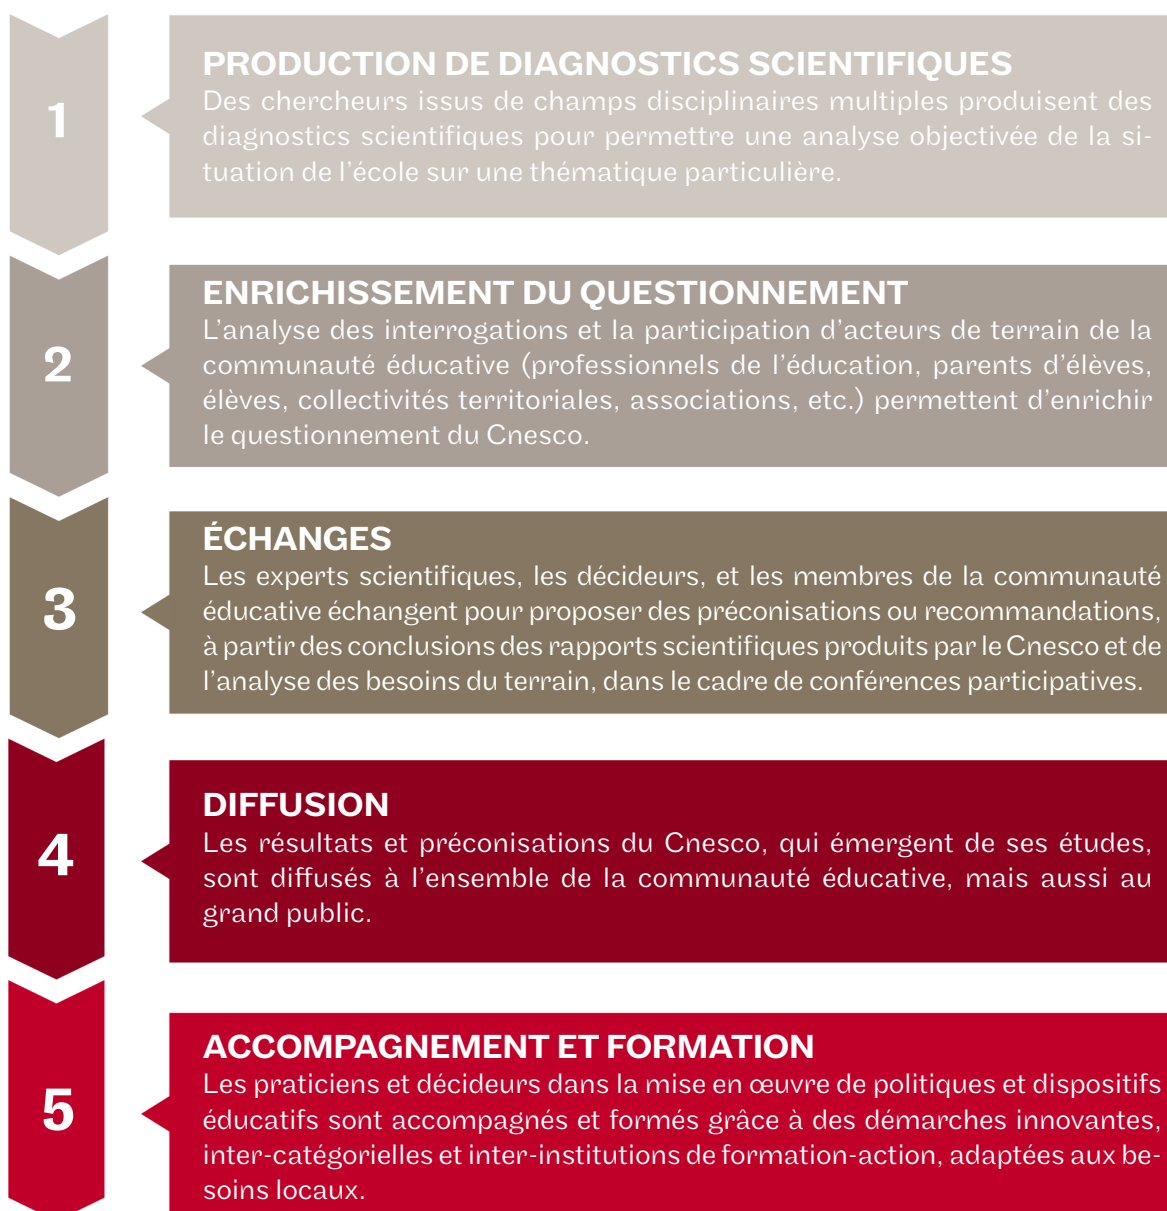 1
PRODUCTION DE DIAGNOSTICS SCIENTIFIQUES
Des chercheurs issus de champs disciplinaires multiples produisent des
diagnostics scientifiques pour permettre une analyse objectivée de la si-
tuation de l'école sur une thématique particulière.
2
ENRICHISSEMENT DU QUESTIONNEMENT
L'analyse des interrogations et la participation d'acteurs de terrain de la
communauté éducative (professionnels de l'éducation, parents d'élèves,
élèves, collectivités territoriales, associations, etc.) permettent d'enrichir
le questionnement du Cnesco.
3
ÉCHANGES
Les experts scientifiques, les décideurs, et les membres de la communauté
éducative échangent pour proposer des préconisations ou recommandations,
à partir des conclusions des rapports scientifiques produits par le Cnesco et de
l'analyse des besoins du terrain, dans le cadre de conférences participatives.
4
DIFFUSION
Les résultats et préconisations du Cnesco, qui émergent de ses études,
sont diffusés à l'ensemble de la communauté éducative, mais aussi au
grand public.
5
ACCOMPAGNEMENT ET FORMATION
Les praticiens et décideurs dans la mise en œuvre de politiques et dispositifs
éducatifs sont accompagnés et formés grâce à des démarches innovantes,
inter-catégorielles et inter-institutions de formation-action, adaptées aux be-
soins locaux.